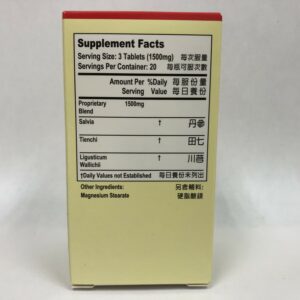 Supplement Facts
Serving Size: 3 Tablets (1500mg) 每次服量
Servings Per Container: 20 每瓶可服次數
Amount Per %Daily 每服份量
Serving Value 每日養份
Proprietary 1500mg
Blend
Salvia † 丹參
Tienchi † 田七
Ligusticum † 川芎
Wallichii
†Daily Values not Established 每日養份未列出
Other Ingredients: 另含輔料:
Magnesium Stearate 硬脂酸鎂